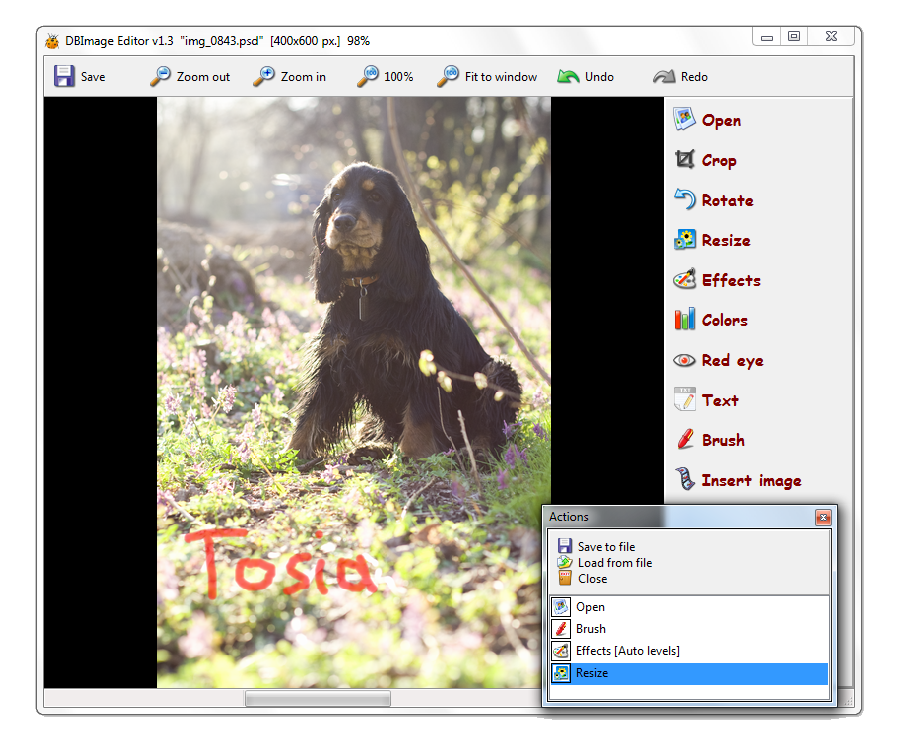 DBImage Editor v1.3 "img_0843.psd" [400x600 px.] 98%
Save Zoom out Zoom in 100% Fit to window Undo Redo
Open
Crop
Rotate
Resize
Effects
Colors
Red eye
Text
Brush
Insert image
Tosia
Actions
Save to file
Load from file
Close
Open
Brush
Effects [Auto levels]
Resize